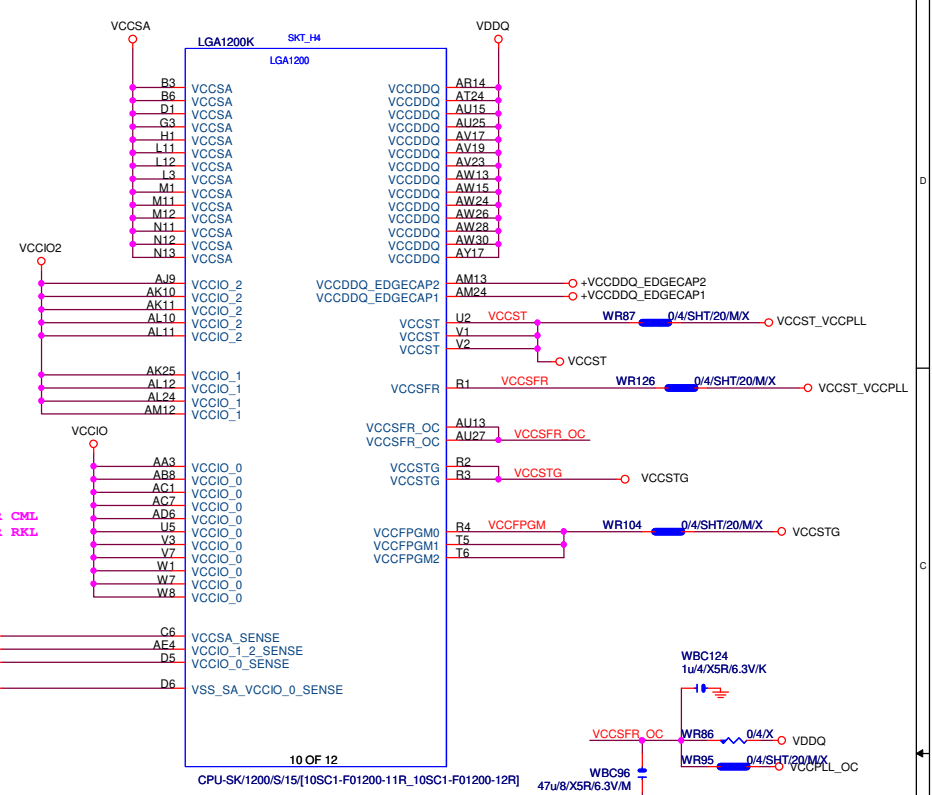 VCCSA
VDDQ
LGA1200K
SKT_H4
LGA1200
B3 VCCSA VCCDDQ AR14
B6 VCCSA VCCDDQ AT24
D1 VCCSA VCCDDQ AU15
G3 VCCSA VCCDDQ AU25
H1 VCCSA VCCDDQ AV17
L11 VCCSA VCCDDQ AV19
L12 VCCSA VCCDDQ AV23
L3 VCCSA VCCDDQ AW13
M1 VCCSA VCCDDQ AW15
M11 VCCSA VCCDDQ AW24
M12 VCCSA VCCDDQ AW26
N11 VCCSA VCCDDQ AW28
N12 VCCSA VCCDDQ AW30
N13 VCCSA VCCDDQ AY17
D
VCCIO2
AJ9 VCCIO_2 VCCDDQ_EDGECAP2 AM13 +VCCDDQ_EDGECAP2
AK10 VCCIO_2 VCCDDQ_EDGECAP1 AM24 +VCCDDQ_EDGECAP1
AK11 VCCIO_2
AL10 VCCIO_2 VCCST U2 VCCST WR87 0/4/SHT/20/M/X VCCST_VCCPLL
AL11 VCCIO_2 VCCST V1
VCCST V2
VCCST
AK25 VCCIO_1
AL12 VCCIO_1 VCCSFR R1 VCCSFR WR126 0/4/SHT/20/M/X VCCST_VCCPLL
AL24 VCCIO_1
AM12 VCCIO_1
VCCIO
VCCSFR_OC AU13
VCCSFR_OC AU27 VCCSFR_OC
AA3 VCCIO_0 VCCSTG R2
AB8 VCCIO_0 VCCSTG R3 VCCSTG VCCSTG
AC1 VCCIO_0
AC7 VCCIO_0
AD6 VCCIO_0
CML
U5 VCCIO_0 VCCFPGM0 R4 VCCFPGM WR104 0/4/SHT/20/M/X VCCSTG
RKL
V3 VCCIO_0 VCCFPGM1 T5
V7 VCCIO_0 VCCFPGM2 T6
W1 VCCIO_0
W7 VCCIO_0
W8 VCCIO_0
C
C6 VCCSA_SENSE
AE4 VCCIO_1_2_SENSE
D5 VCCIO_0_SENSE
D6 VSS_SA_VCCIO_0_SENSE
WBC124
1u/4/X5R/6.3V/K
VCCSFR_OC WR86 0/4/X VDDQ
WR95 0/4/SHT/20/M/X VCCPLL_OC
10 OF 12
WBC96
47u/8/X5R/6.3V/M
CPU-SK/1200/S/15/[10SC1-F01200-11R_10SC1-F01200-12R]